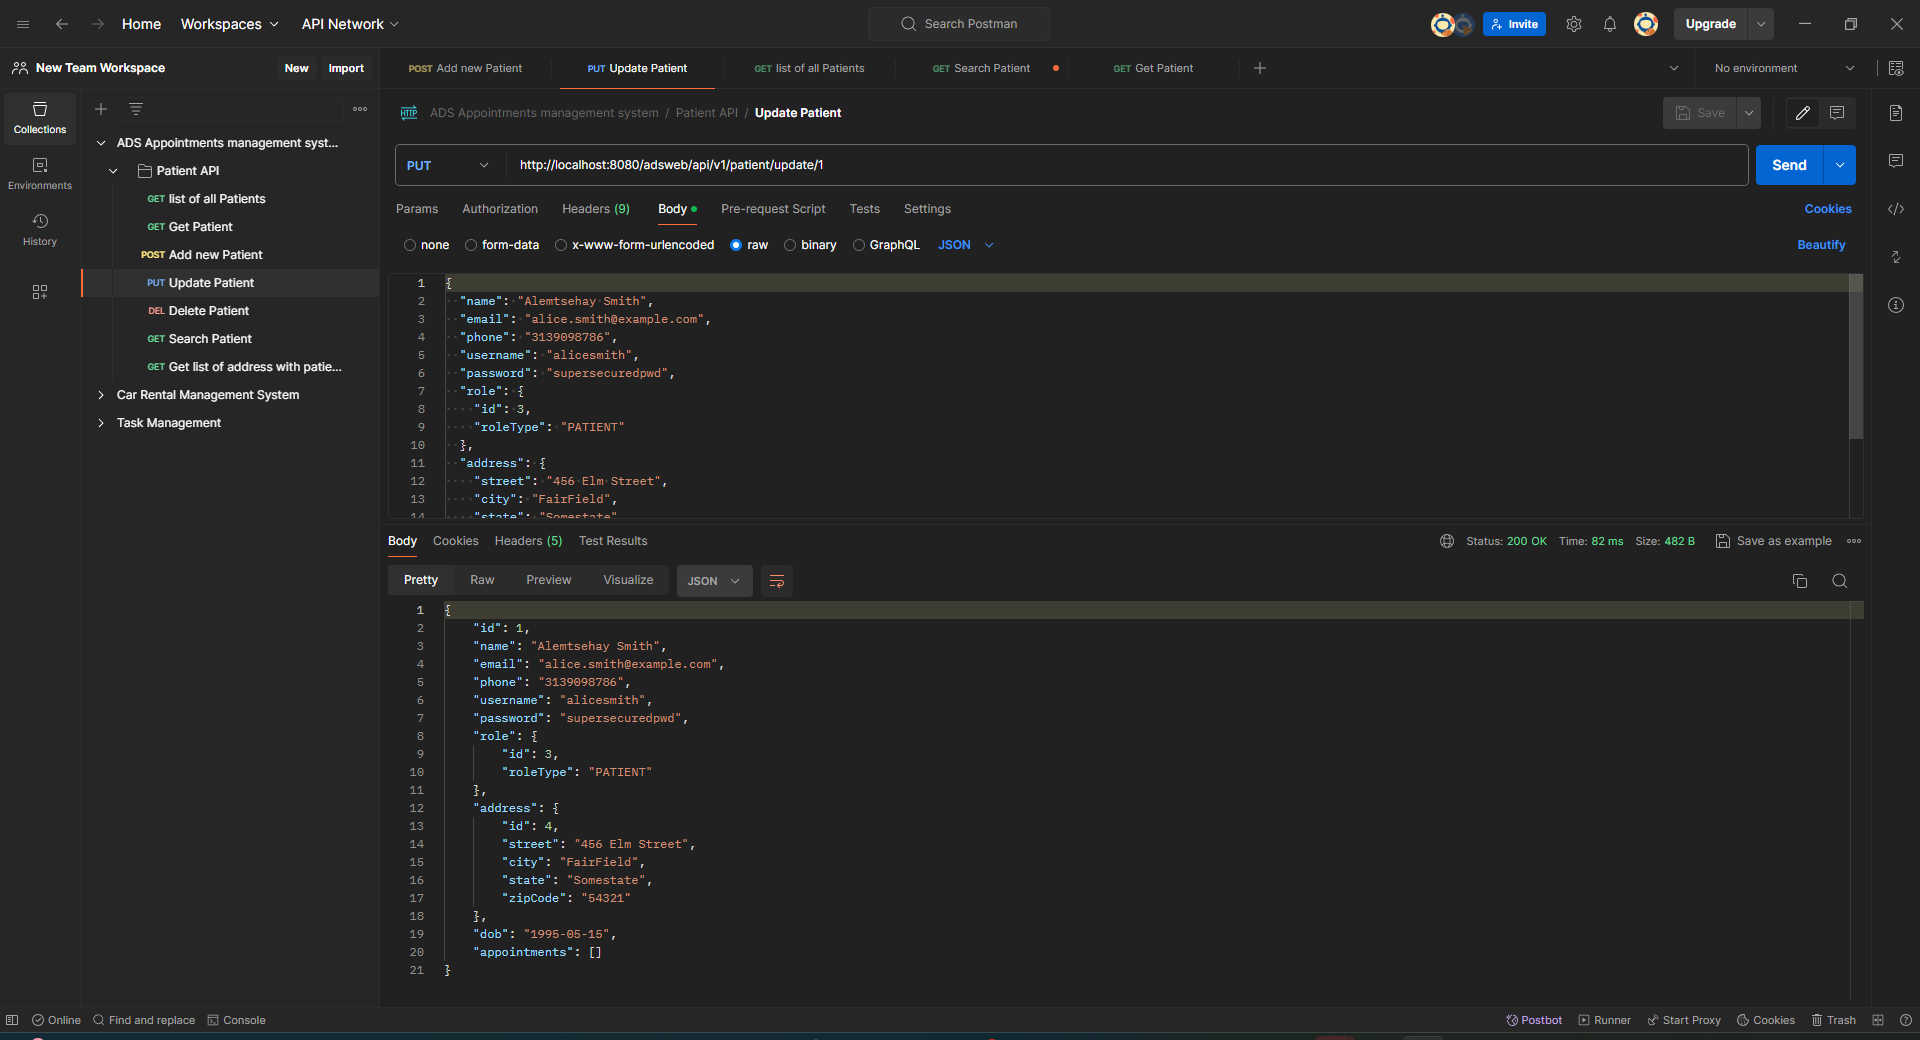 Home
Workspaces
API Network
Search Postman
Invite
Upgrade
New Team Workspace
New
Import
POST Add new Patient
PUT Update Patient
GET list of all Patients
GET Search Patient
GET Get Patient
No environment
Collections
Environments
History
ADS Appointments management syst...
Patient API
GET list of all Patients
GET Get Patient
POST Add new Patient
PUT Update Patient
DEL Delete Patient
GET Search Patient
GET Get list of address with patie...
Car Rental Management System
Task Management
HTTP ADS Appointments management system / Patient API / Update Patient
Save
PUT
http://localhost:8080/adsweb/api/v1/patient/update/1
Send
Params
Authorization
Headers (9)
Body
Pre-request Script
Tests
Settings
Cookies
none
form-data
x-www-form-urlencoded
raw
binary
GraphQL
JSON
Beautify
1 {
2 "name": "Alemtsehay Smith",
3 "email": "alice.smith@example.com",
4 "phone": "3139098786",
5 "username": "alicesmith",
6 "password": "supersecuredpwd",
7 "role": {
8 "id": 3,
9 "roleType": "PATIENT"
10 },
11 "address": {
12 "street": "456 Elm Street",
13 "city": "FairField",
14 "state": "Somestate"
Body
Cookies
Headers (5)
Test Results
Status: 200 OK
Time: 82 ms
Size: 482 B
Save as example
Pretty
Raw
Preview
Visualize
JSON
1 {
2 "id": 1,
3 "name": "Alemtsehay Smith",
4 "email": "alice.smith@example.com",
5 "phone": "3139098786",
6 "username": "alicesmith",
7 "password": "supersecuredpwd",
8 "role": {
9 "id": 3,
10 "roleType": "PATIENT"
11 },
12 "address": {
13 "id": 4,
14 "street": "456 Elm Street",
15 "city": "FairField",
16 "state": "Somestate",
17 "zipCode": "54321"
18 },
19 "dob": "1995-05-15",
20 "appointments": []
21 }
Online
Find and replace
Console
Postbot
Runner
Start Proxy
Cookies
Trash